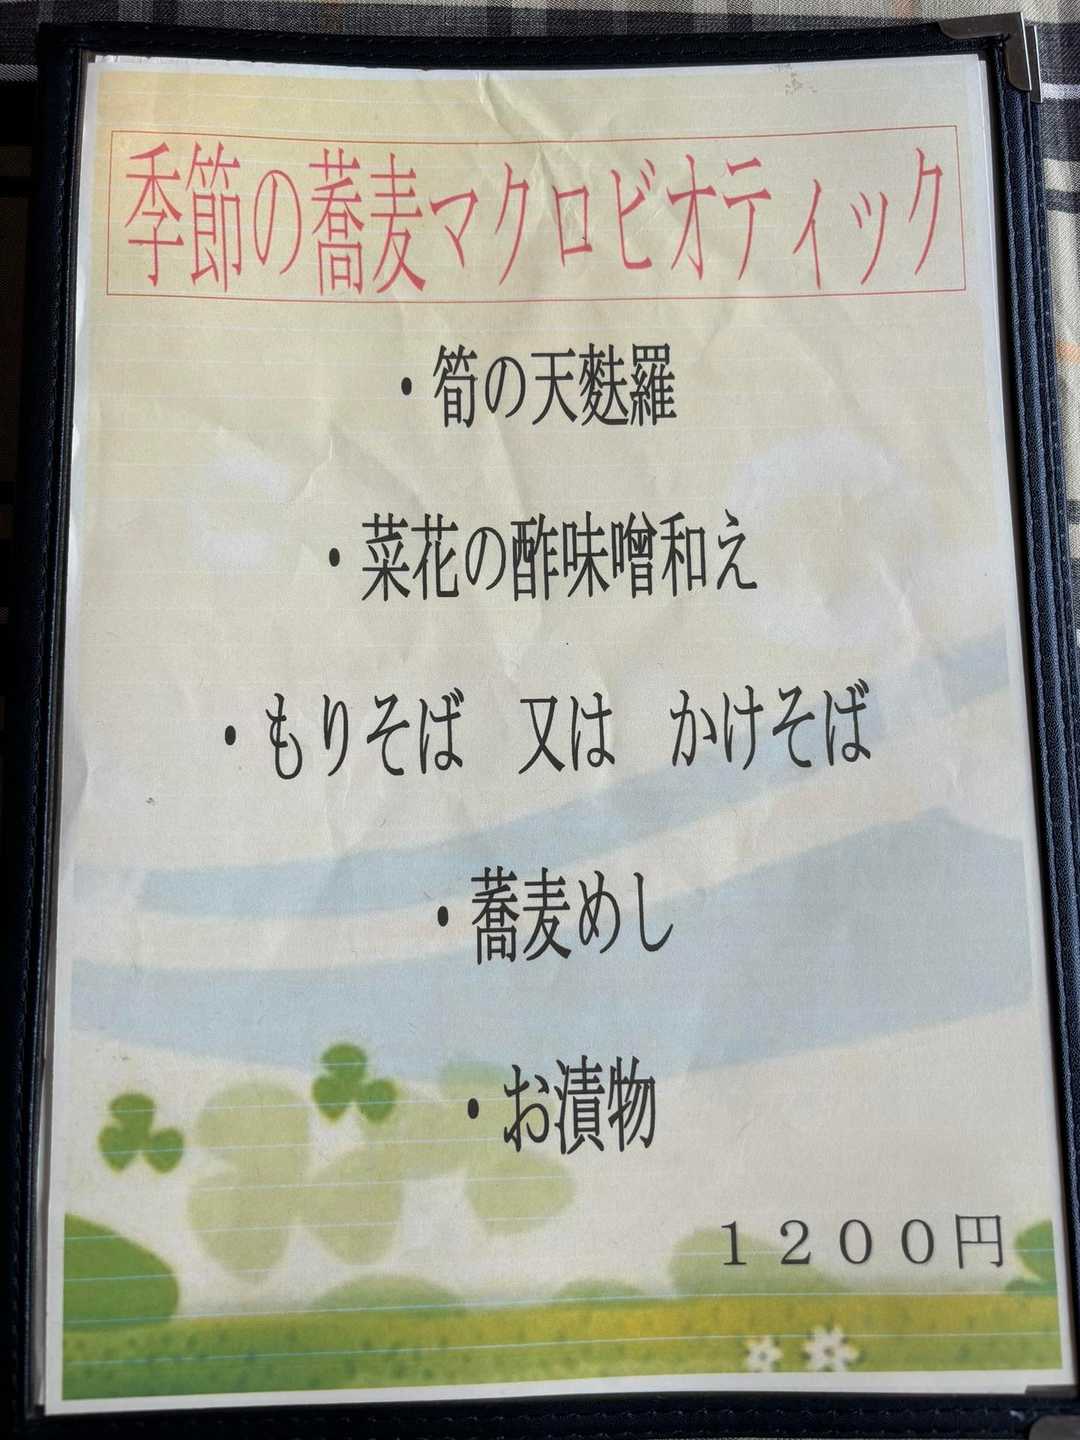 季節の蕎麦マクロビオティック
・筍の天麩羅
・菜花の酢味噌和え
・もりそば　又は　かけそば
・蕎麦めし
・お漬物
１２００円